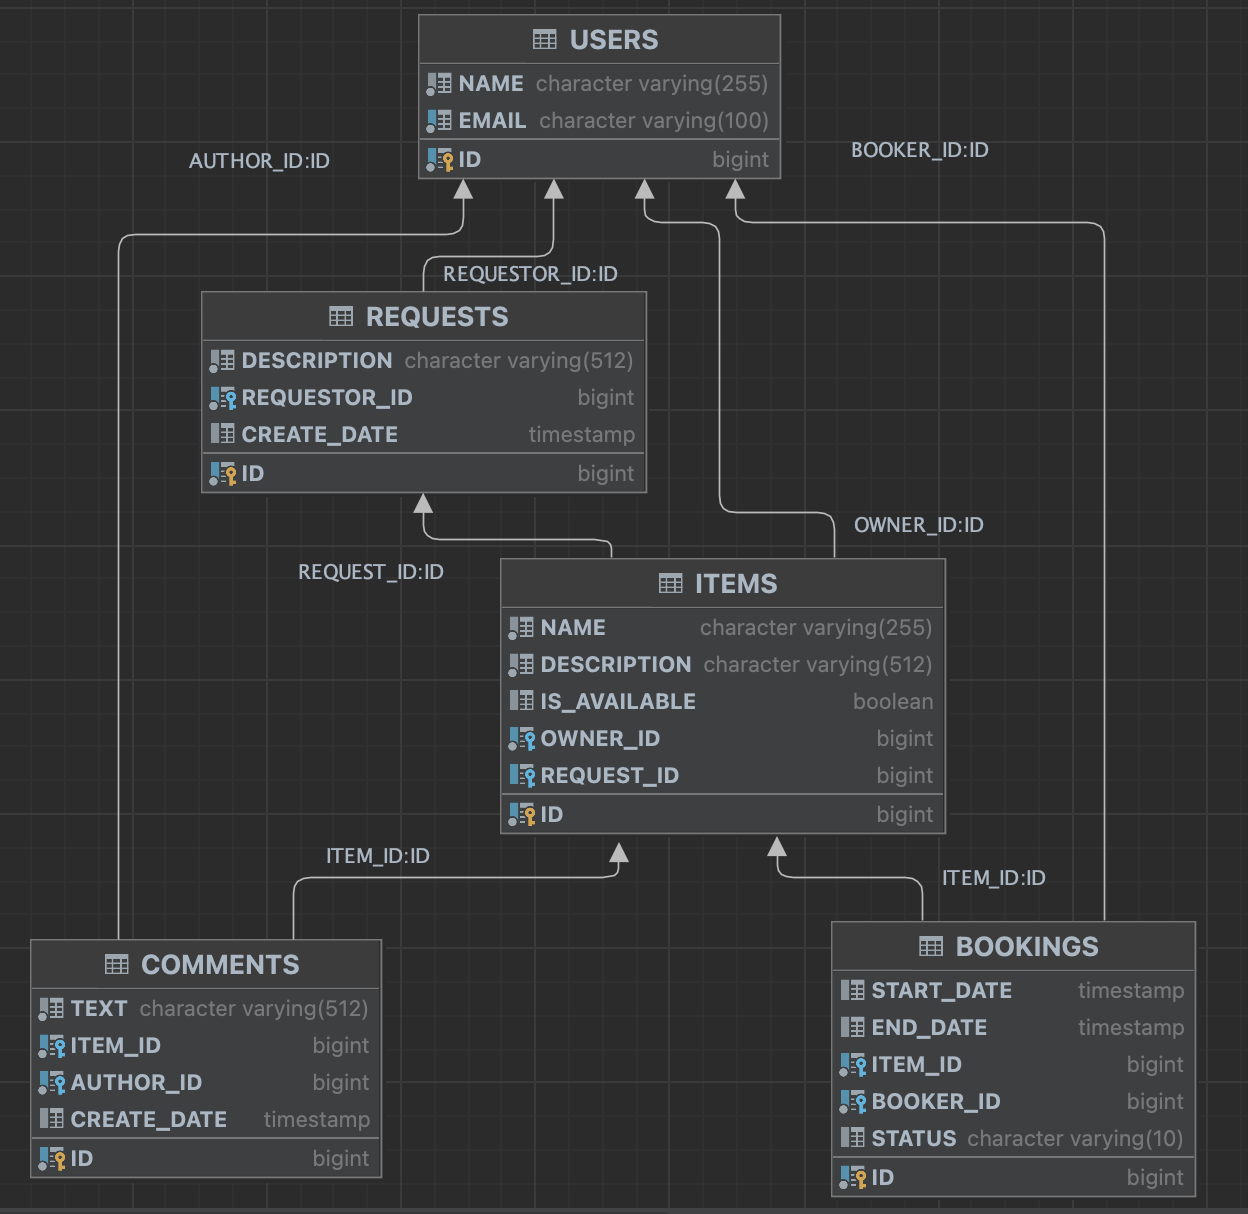 USERS
NAME character varying(255)
EMAIL character varying(100)
ID bigint
AUTHOR_ID:ID
BOOKER_ID:ID
REQUESTOR_ID:ID
REQUESTS
DESCRIPTION character varying(512)
REQUESTOR_ID bigint
CREATE_DATE timestamp
ID bigint
OWNER_ID:ID
REQUEST_ID:ID
ITEMS
NAME character varying(255)
DESCRIPTION character varying(512)
IS_AVAILABLE boolean
OWNER_ID bigint
REQUEST_ID bigint
ID bigint
ITEM_ID:ID
ITEM_ID:ID
COMMENTS
TEXT character varying(512)
ITEM_ID bigint
AUTHOR_ID bigint
CREATE_DATE timestamp
ID bigint
BOOKINGS
START_DATE timestamp
END_DATE timestamp
ITEM_ID bigint
BOOKER_ID bigint
STATUS character varying(10)
ID bigint